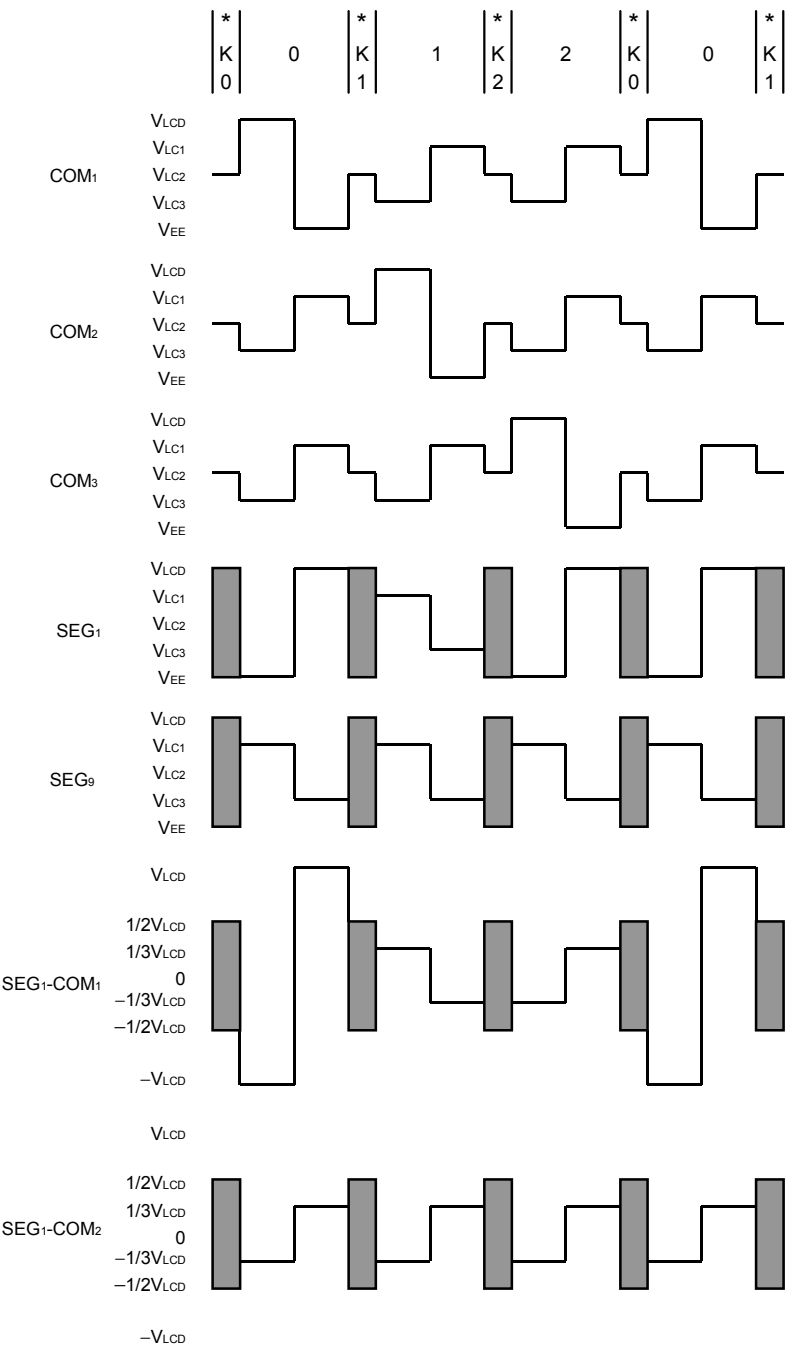 * * * * *
K 0 K 1 K 2 K 0 K
0 1 2 0 1
VLCD
VLC1
COM1 VLC2
VLC3
VEE
VLCD
VLC1
COM2 VLC2
VLC3
VEE
VLCD
VLC1
COM3 VLC2
VLC3
VEE
VLCD
VLC1
SEG1 VLC2
VLC3
VEE
VLCD
VLC1
SEG9 VLC2
VLC3
VEE
VLCD
1/2VLCD
1/3VLCD
SEG1-COM1 0
−1/3VLCD
−1/2VLCD
−VLCD
VLCD
1/2VLCD
1/3VLCD
SEG1-COM2 0
−1/3VLCD
−1/2VLCD
−VLCD